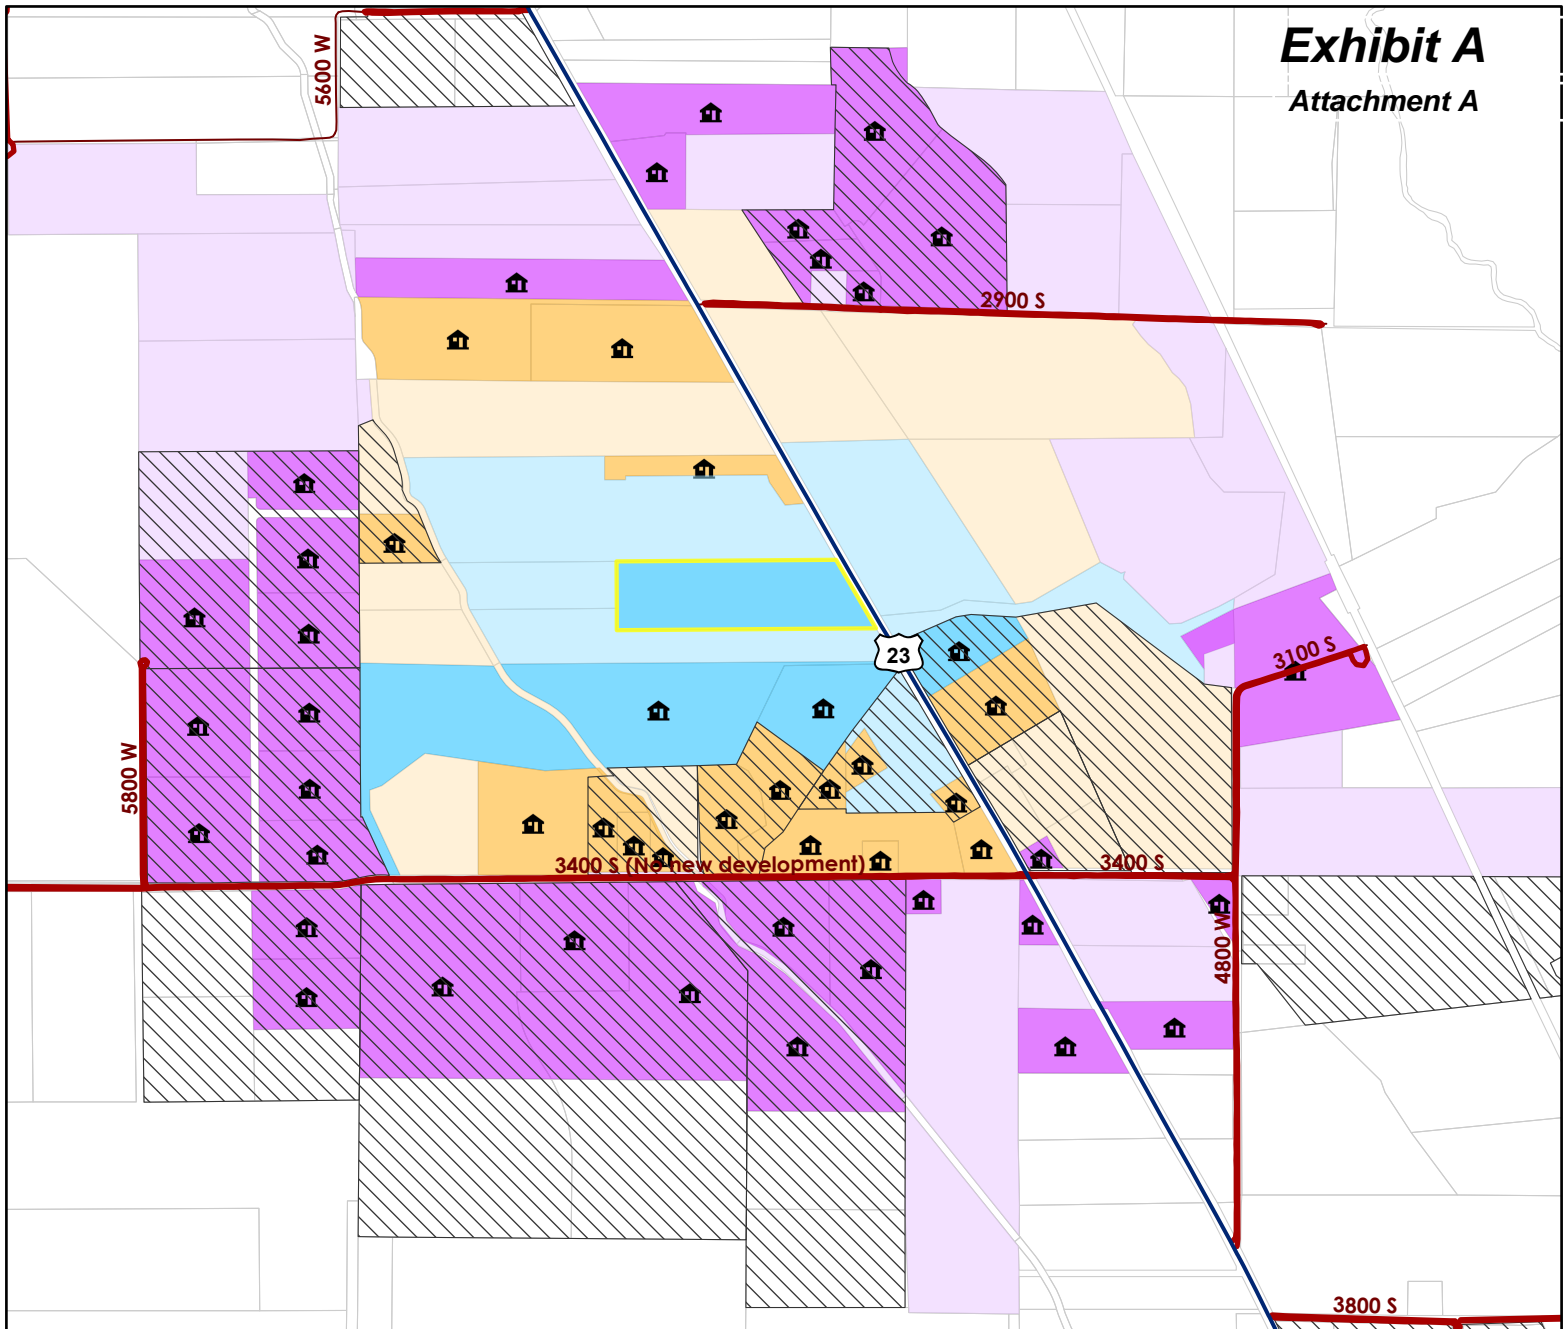 Exhibit A
Attachment A
5600 W
2900 S
23
3100 S
5800 W
3400 S (No new development)
3400 S
4800 W
3800 S